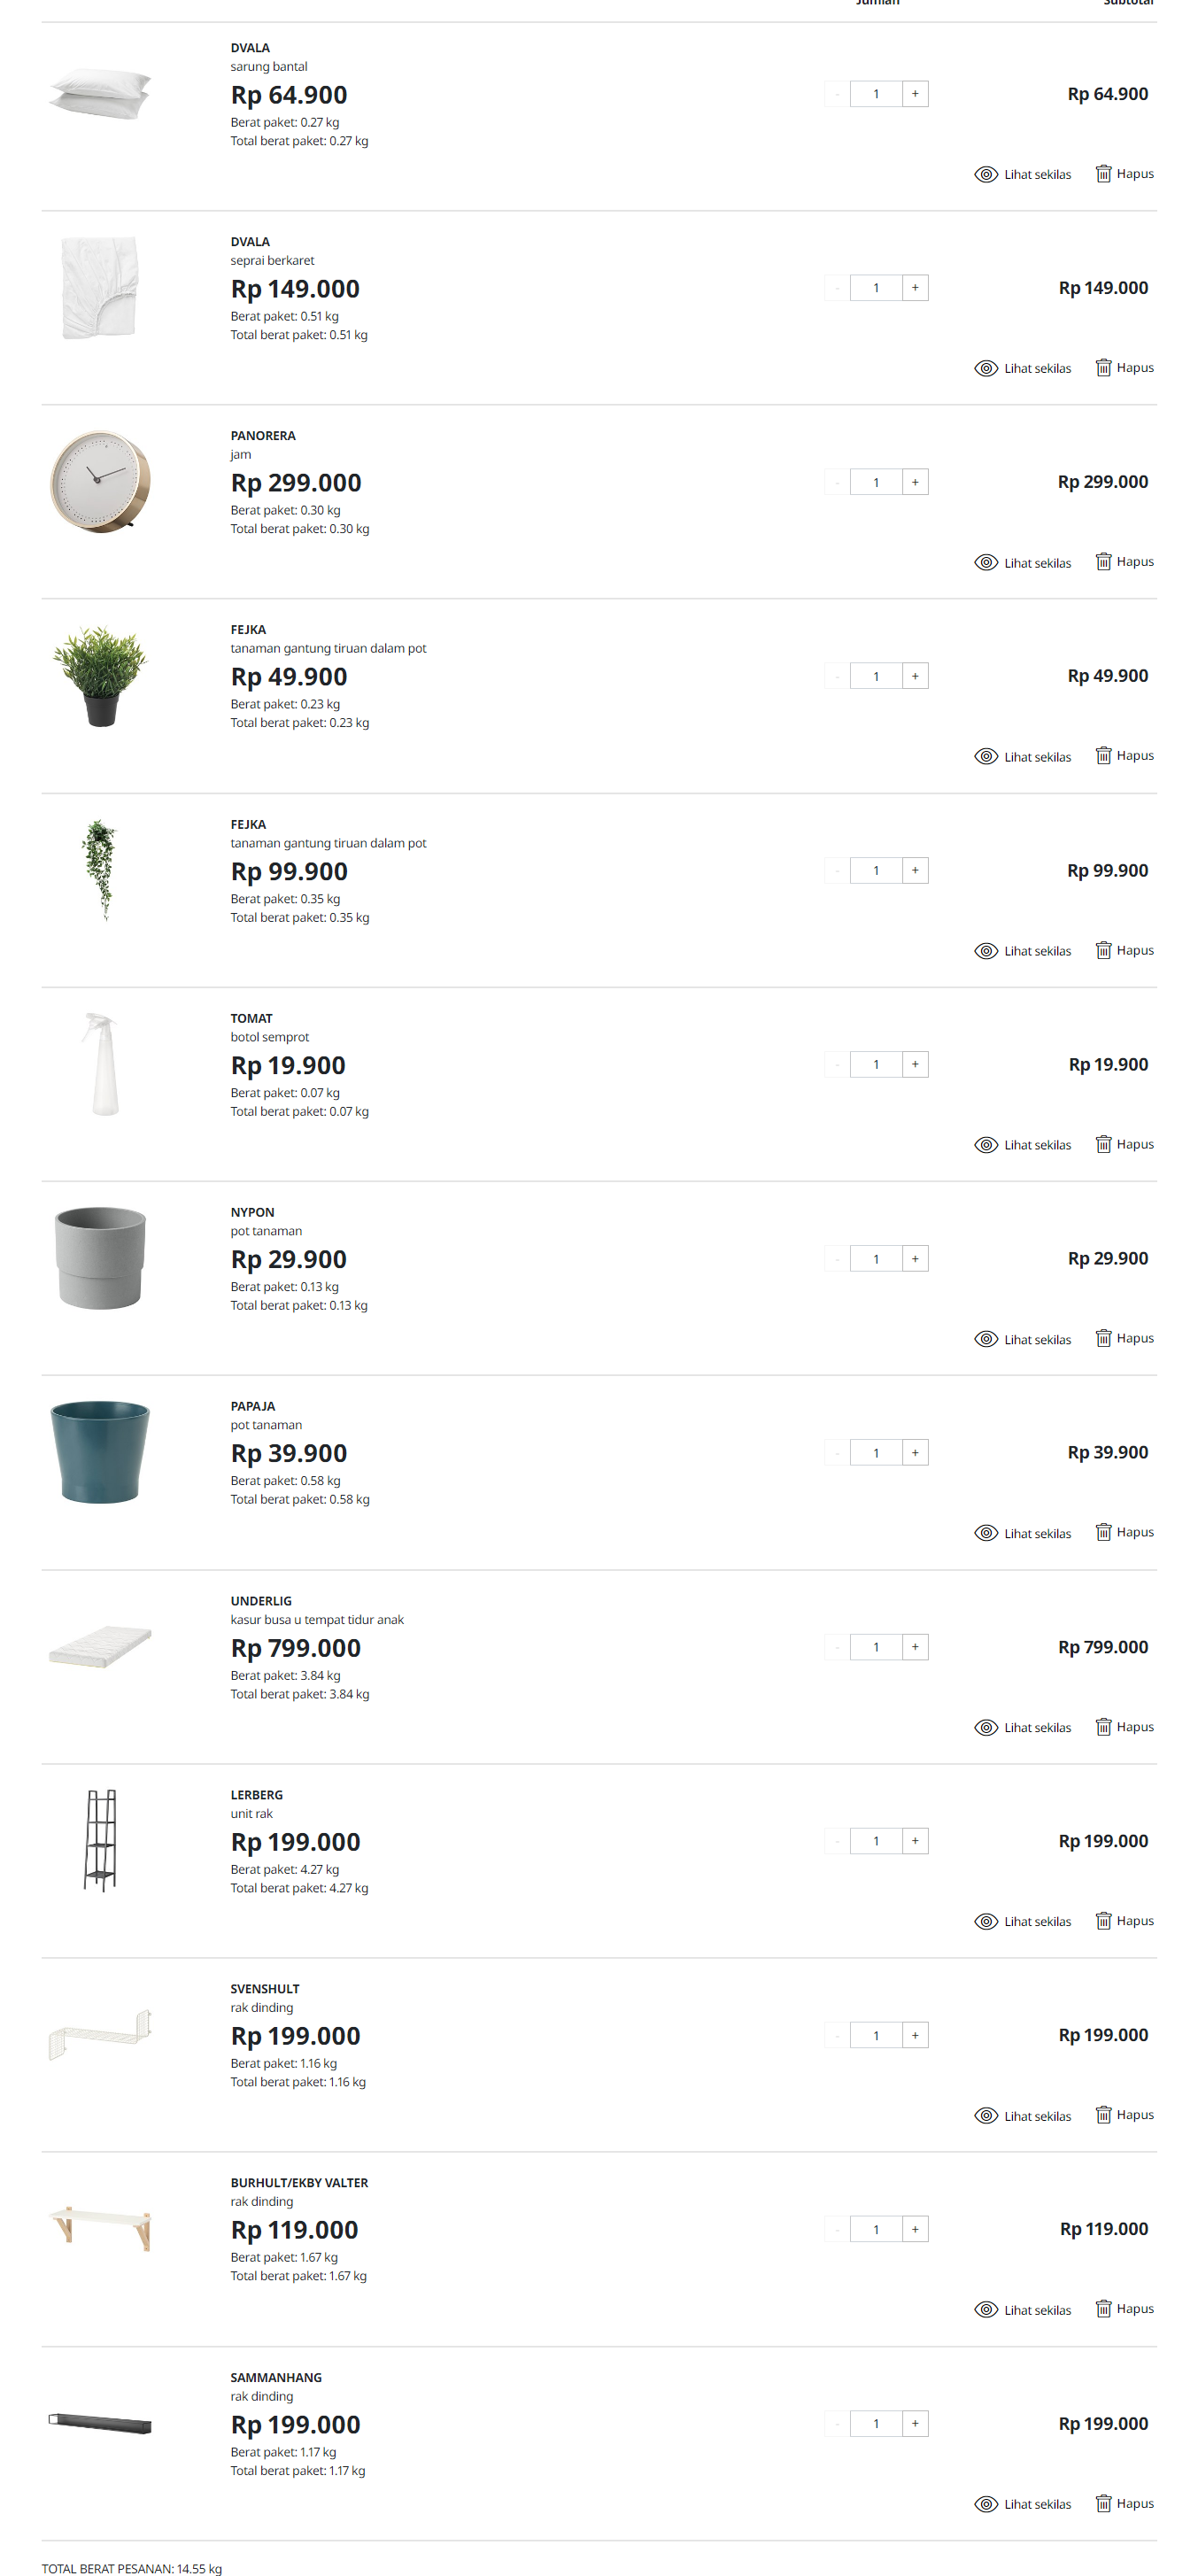 Jumlah Subtotal
DVALA
sarung bantal
Rp 64.900
- 1 + Rp 64.900
Berat paket: 0.27 kg
Total berat paket: 0.27 kg
Lihat sekilas Hapus
DVALA
seprai berkaret
Rp 149.000
- 1 + Rp 149.000
Berat paket: 0.51 kg
Total berat paket: 0.51 kg
Lihat sekilas Hapus
PANORERA
jam
Rp 299.000
- 1 + Rp 299.000
Berat paket: 0.30 kg
Total berat paket: 0.30 kg
Lihat sekilas Hapus
FEJKA
tanaman gantung tiruan dalam pot
Rp 49.900
- 1 + Rp 49.900
Berat paket: 0.23 kg
Total berat paket: 0.23 kg
Lihat sekilas Hapus
FEJKA
tanaman gantung tiruan dalam pot
Rp 99.900
- 1 + Rp 99.900
Berat paket: 0.35 kg
Total berat paket: 0.35 kg
Lihat sekilas Hapus
TOMAT
botol semprot
Rp 19.900
- 1 + Rp 19.900
Berat paket: 0.07 kg
Total berat paket: 0.07 kg
Lihat sekilas Hapus
NYPON
pot tanaman
Rp 29.900
- 1 + Rp 29.900
Berat paket: 0.13 kg
Total berat paket: 0.13 kg
Lihat sekilas Hapus
PAPAJA
pot tanaman
Rp 39.900
- 1 + Rp 39.900
Berat paket: 0.58 kg
Total berat paket: 0.58 kg
Lihat sekilas Hapus
UNDERLIG
kasur busa u tempat tidur anak
Rp 799.000
- 1 + Rp 799.000
Berat paket: 3.84 kg
Total berat paket: 3.84 kg
Lihat sekilas Hapus
LERBERG
unit rak
Rp 199.000
- 1 + Rp 199.000
Berat paket: 4.27 kg
Total berat paket: 4.27 kg
Lihat sekilas Hapus
SVENSHULT
rak dinding
Rp 199.000
- 1 + Rp 199.000
Berat paket: 1.16 kg
Total berat paket: 1.16 kg
Lihat sekilas Hapus
BURHULT/EKBY VALTER
rak dinding
Rp 119.000
- 1 + Rp 119.000
Berat paket: 1.67 kg
Total berat paket: 1.67 kg
Lihat sekilas Hapus
SAMMANHANG
rak dinding
Rp 199.000
- 1 + Rp 199.000
Berat paket: 1.17 kg
Total berat paket: 1.17 kg
Lihat sekilas Hapus
TOTAL BERAT PESANAN: 14.55 kg